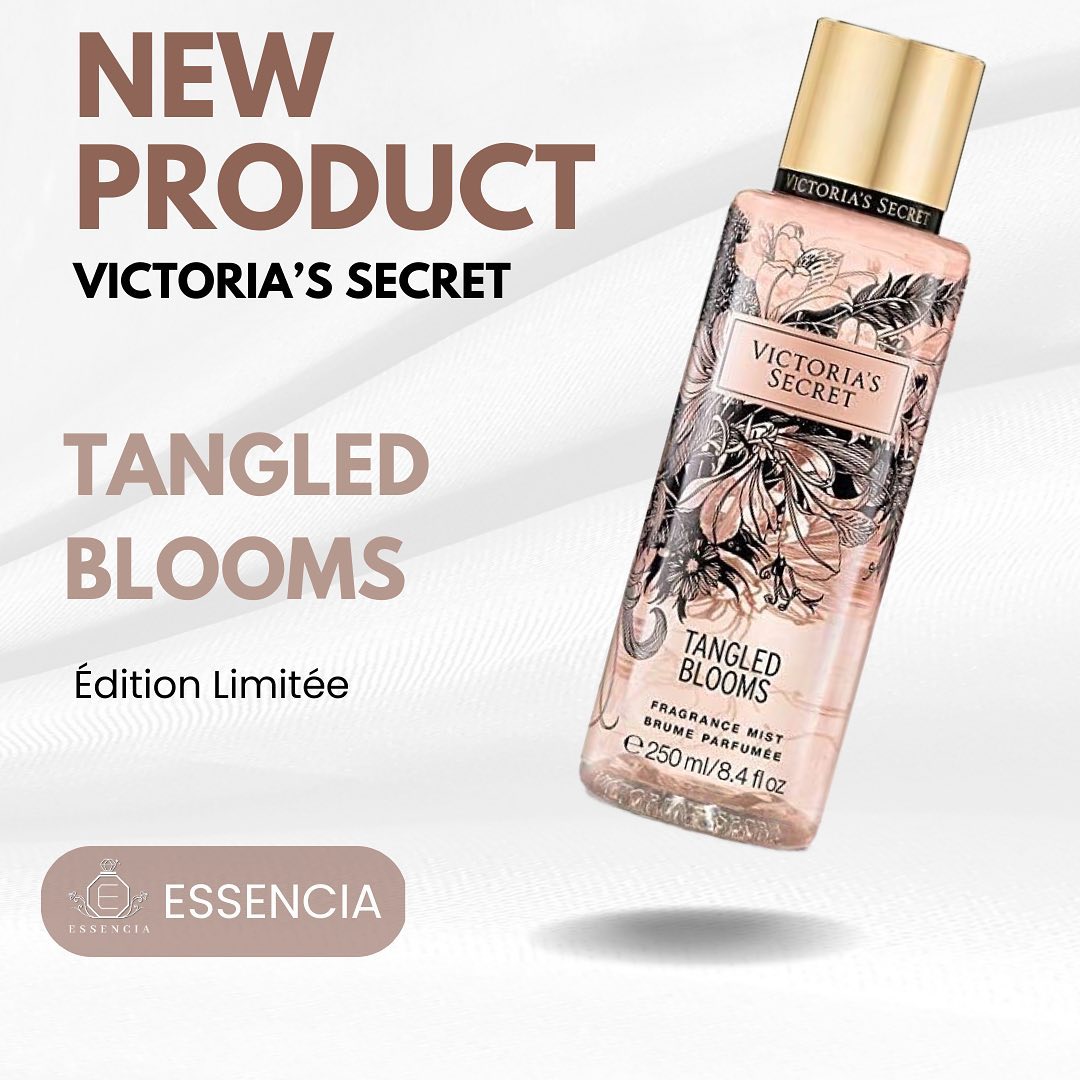 NEW
PRODUCT
VICTORIA’S SECRET
TANGLED
BLOOMS
Édition Limitée
E
ESSENCIA
ESSENCIA
VICTORIA'S SECRET
VICTORIA'S
SECRET
TANGLED
BLOOMS
FRAGRANCE MIST
BRUME PARFUMÉE
e 250 ml/8.4 fl oz